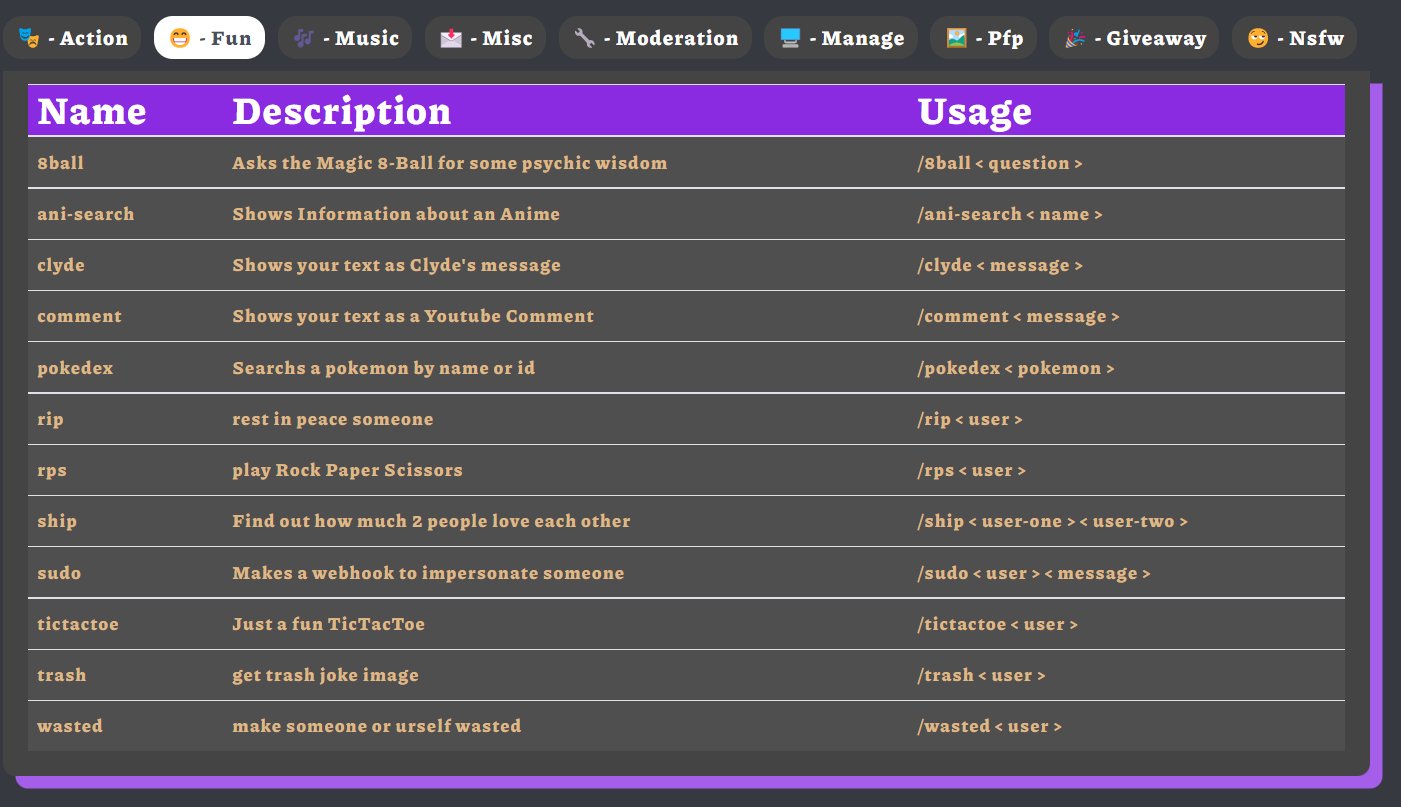 - Action - Fun - Music - Misc - Moderation - Manage - Pfp - Giveaway - Nsfw
Name Description Usage
8ball Asks the Magic 8-Ball for some psychic wisdom /8ball < question >
ani-search Shows Information about an Anime /ani-search < name >
clyde Shows your text as Clyde's message /clyde < message >
comment Shows your text as a Youtube Comment /comment < message >
pokedex Searchs a pokemon by name or id /pokedex < pokemon >
rip rest in peace someone /rip < user >
rps play Rock Paper Scissors /rps < user >
ship Find out how much 2 people love each other /ship < user-one > < user-two >
sudo Makes a webhook to impersonate someone /sudo < user > < message >
tictactoe Just a fun TicTacToe /tictactoe < user >
trash get trash joke image /trash < user >
wasted make someone or urself wasted /wasted < user >